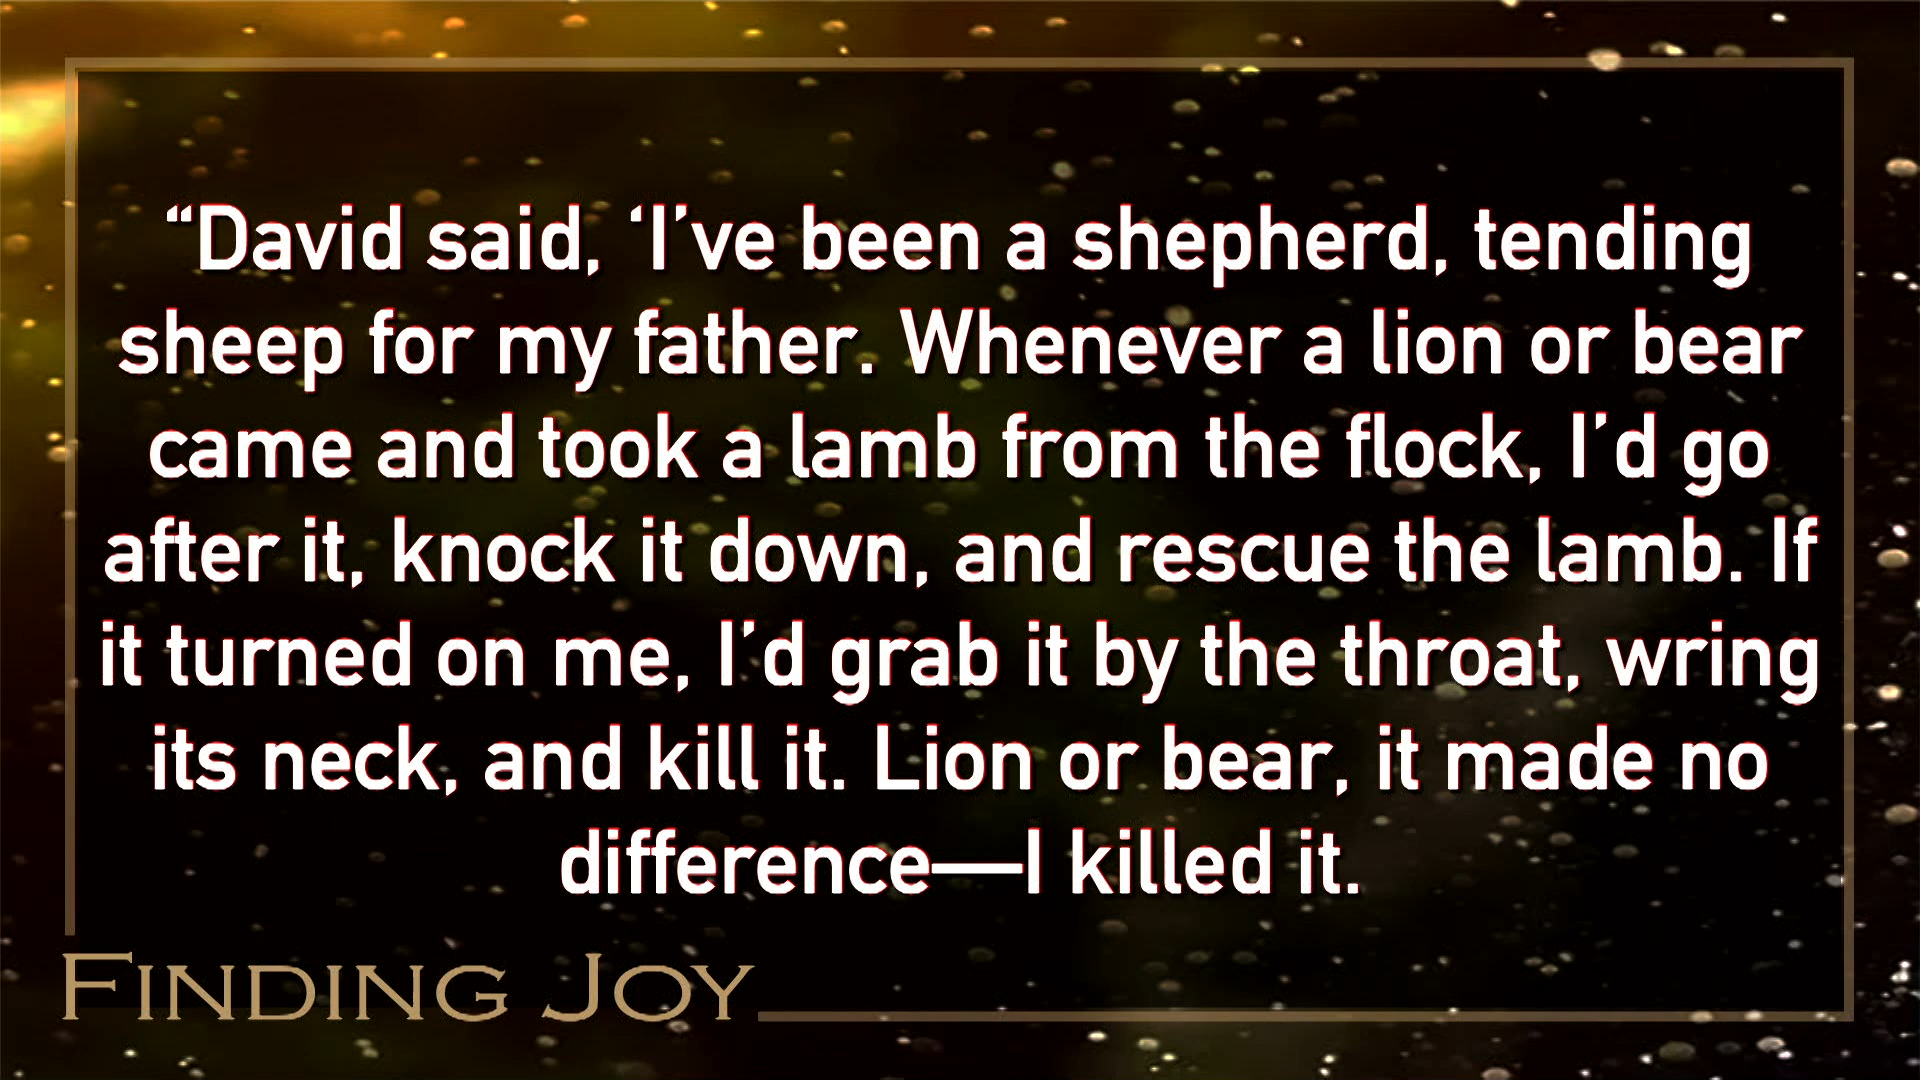 “David said, ‘I’ve been a shepherd, tending
sheep for my father. Whenever a lion or bear
came and took a lamb from the flock, I’d go
after it, knock it down, and rescue the lamb. If
it turned on me, I’d grab it by the throat, wring
its neck, and kill it. Lion or bear, it made no
difference—I killed it.
Finding Joy